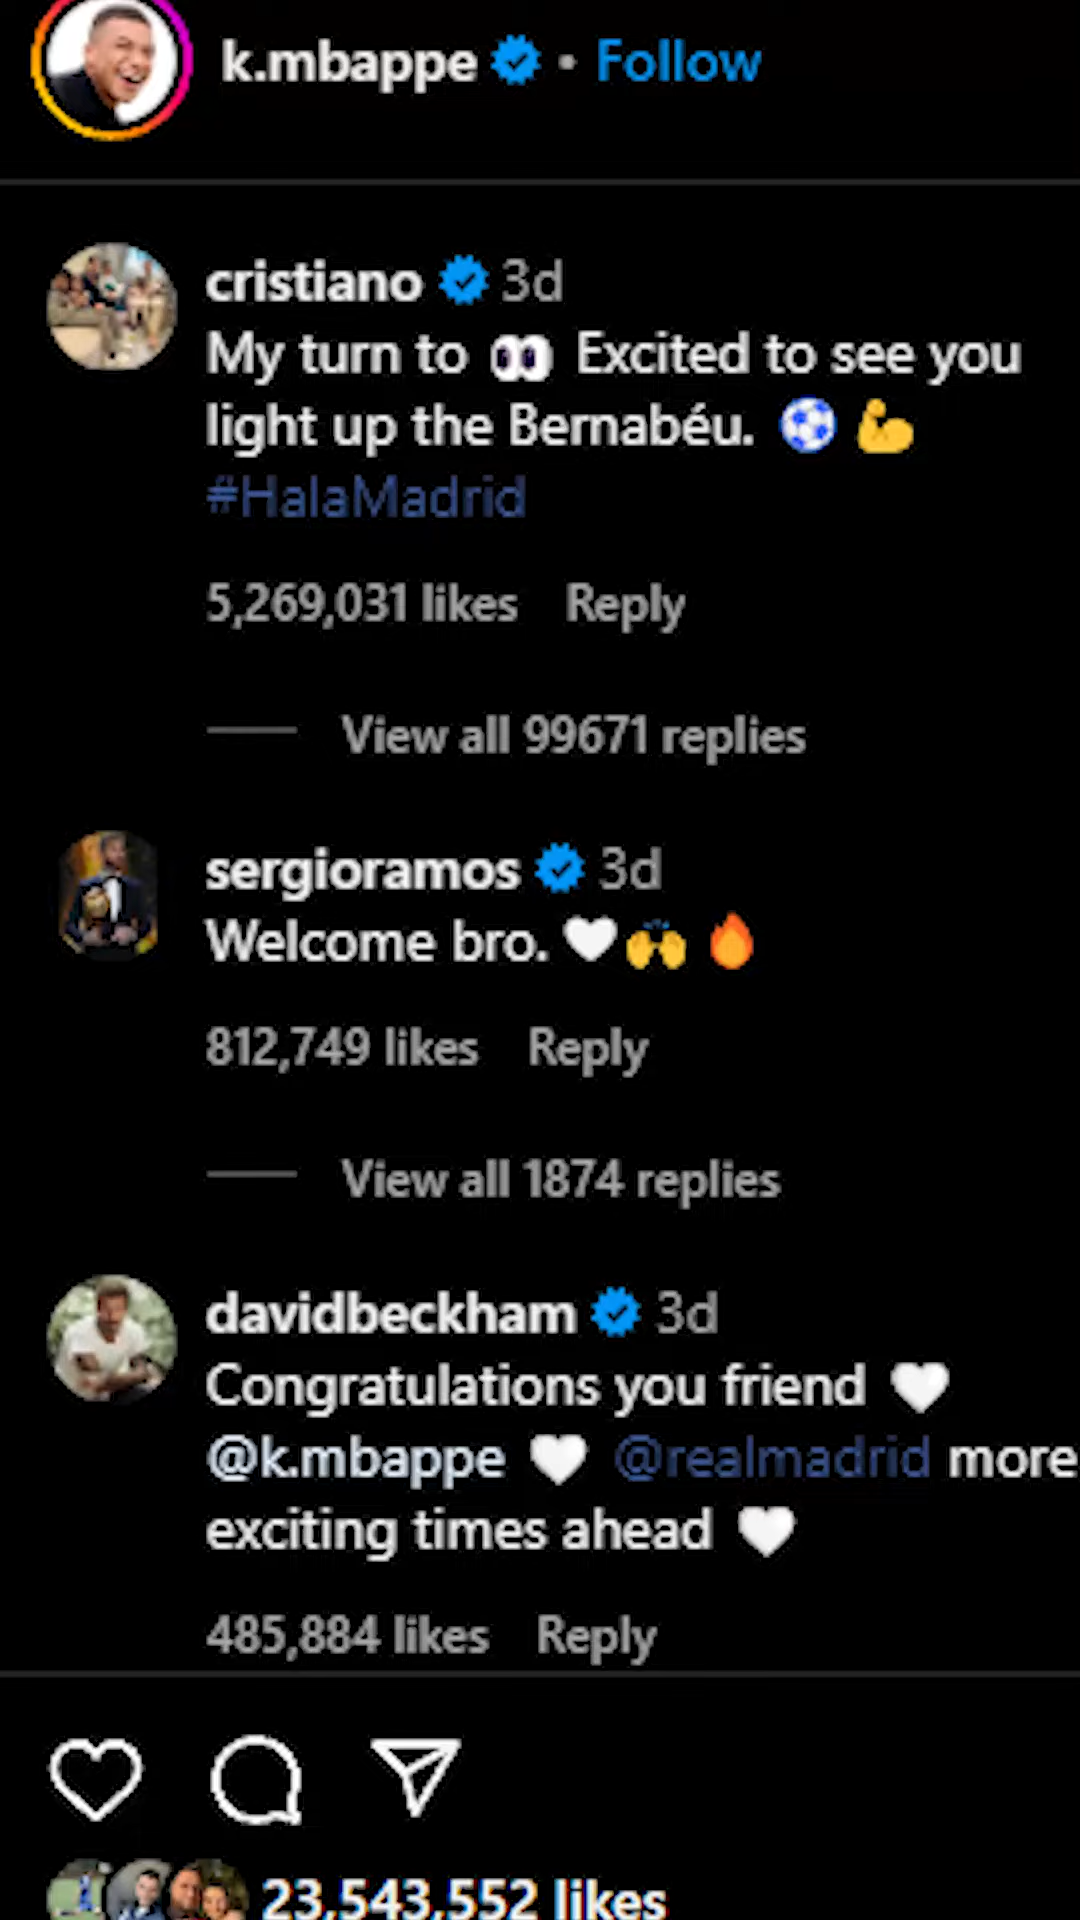 k.mbappe • Follow
cristiano 3d
My turn to 👀 Excited to see you
light up the Bernabéu. ⚽ 💪
#HalaMadrid
5,269,031 likes Reply
View all 99671 replies
sergioramos 3d
Welcome bro. 🤍🙌 🔥
812,749 likes Reply
View all 1874 replies
davidbeckham 3d
Congratulations you friend 🤍
@k.mbappe 🤍 @realmadrid more
exciting times ahead 🤍
485,884 likes Reply
23,543,552 likes